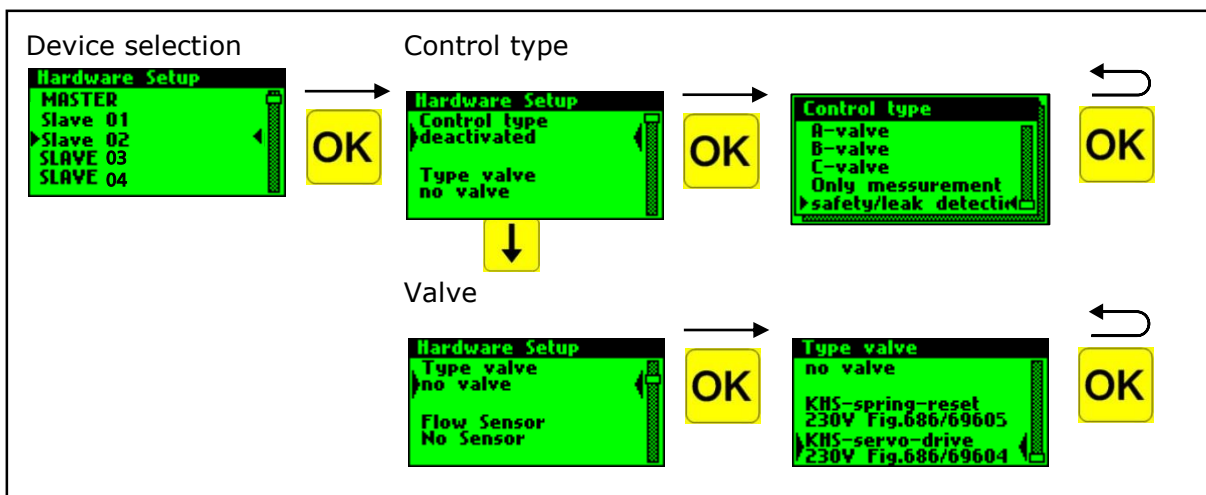 Device selection
Hardware Setup
MASTER
Slave 01
Slave 02
SLAVE 03
SLAVE 04
OK
Control type
Hardware Setup
Control type
deactivated
Type valve
no valve
OK
Control type
A-valve
B-valve
C-valve
Only messurement
safety/leak detectio
OK
Valve
Hardware Setup
Type valve
no valve
Flow Sensor
No Sensor
OK
Type valve
no valve
KHS-spring-reset
230V Fig.686/69605
KHS-servo-drive
230V Fig.686/69604
OK